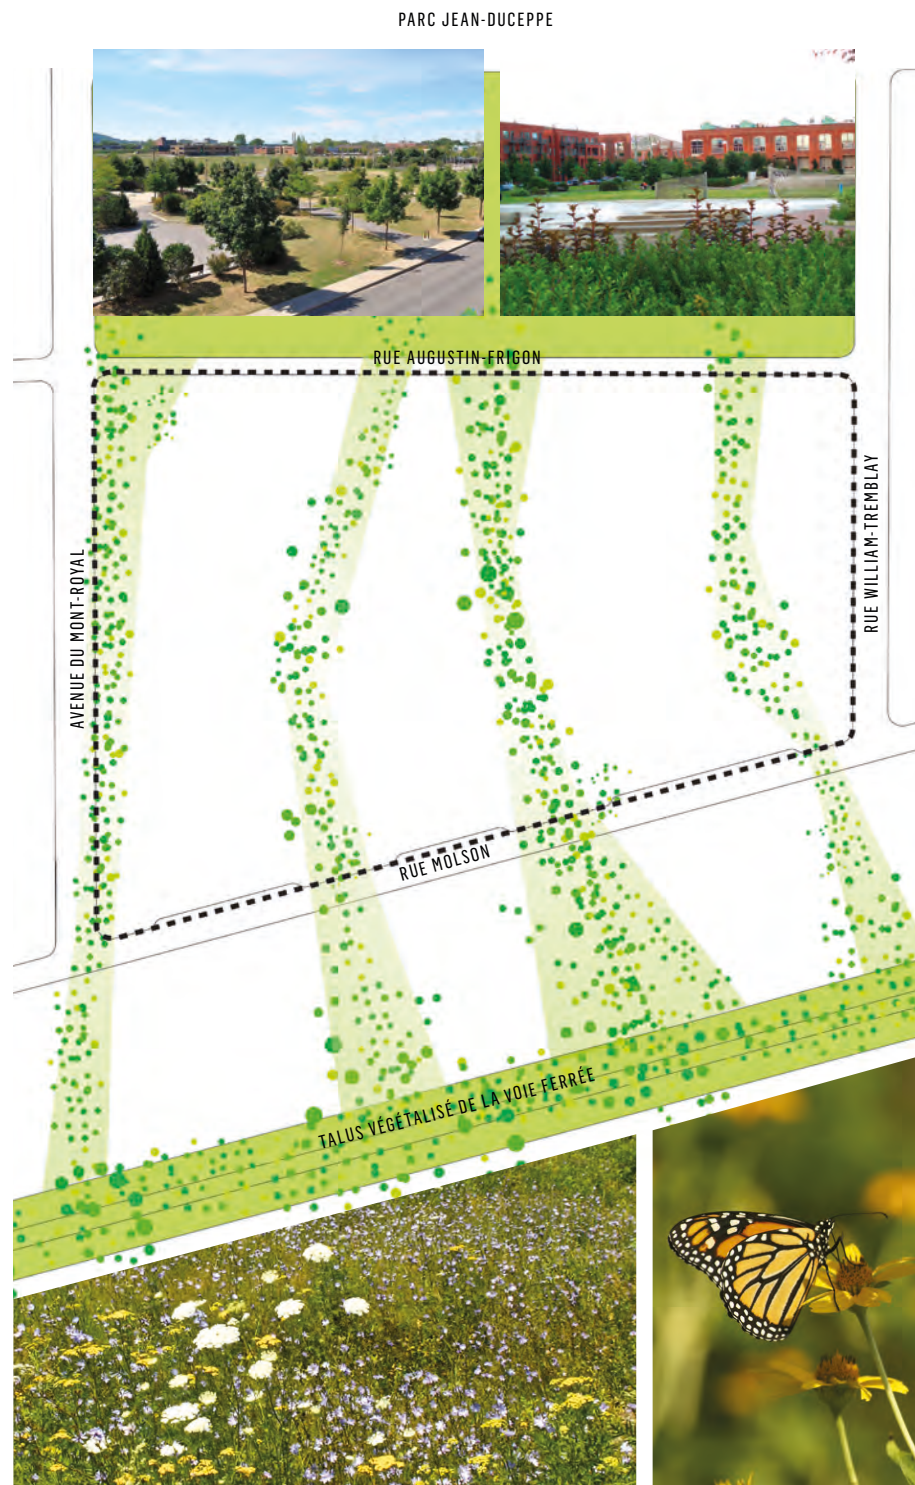 PARC JEAN-DUCEPPE
RUE AUGUSTIN-FRIGON
AVENUE DU MONT-ROYAL
RUE WILLIAM-TREMBLAY
RUE MOLSON
TALUS VÉGÉTALISÉ DE LA VOIE FERRÉE